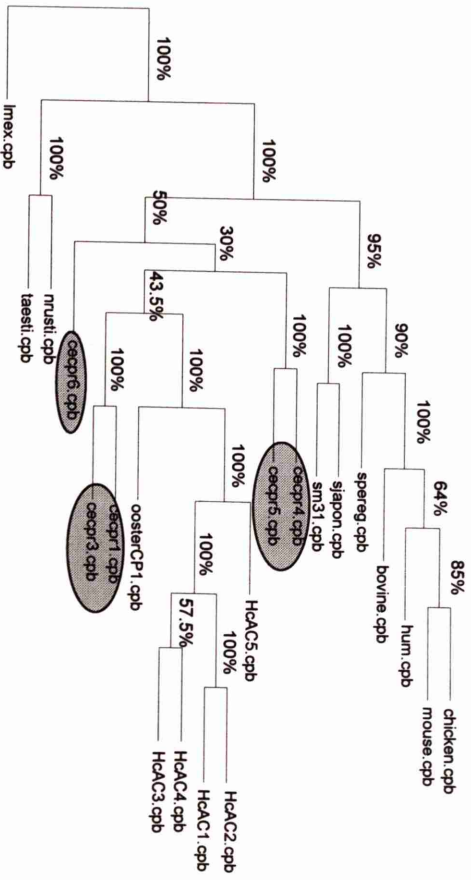 100%
100%
100%
50%
30%
95%
90%
100%
64%
85%
100%
100%
43.5%
100%
100%
100%
100%
100%
57.5%
chicken.cpb
mouse.cpb
hum.cpb
bovine.cpb
spereg.cpb
sjapon.cpb
sm31.cpb
cecpr4.cpb
cecpr5.cpb
HcAC5.cpb
HcAC2.cpb
HcAC1.cpb
HcAC4.cpb
HcAC3.cpb
oosterCP1.cpb
cecpr1.cpb
cecpr3.cpb
cecpr6.cpb
nrusti.cpb
taesti.cpb
lmex.cpb